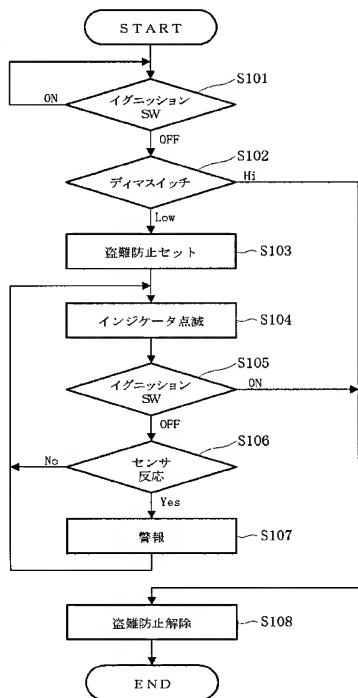 START
S101
イグニッション
SW
ON
OFF
S102
ディマスイッチ
Hi
Low
盗難防止セット
S103
インジケータ点滅
S104
S105
イグニッション
SW
ON
OFF
S106
センサ
反応
No
Yes
警報
S107
盗難防止解除
S108
END